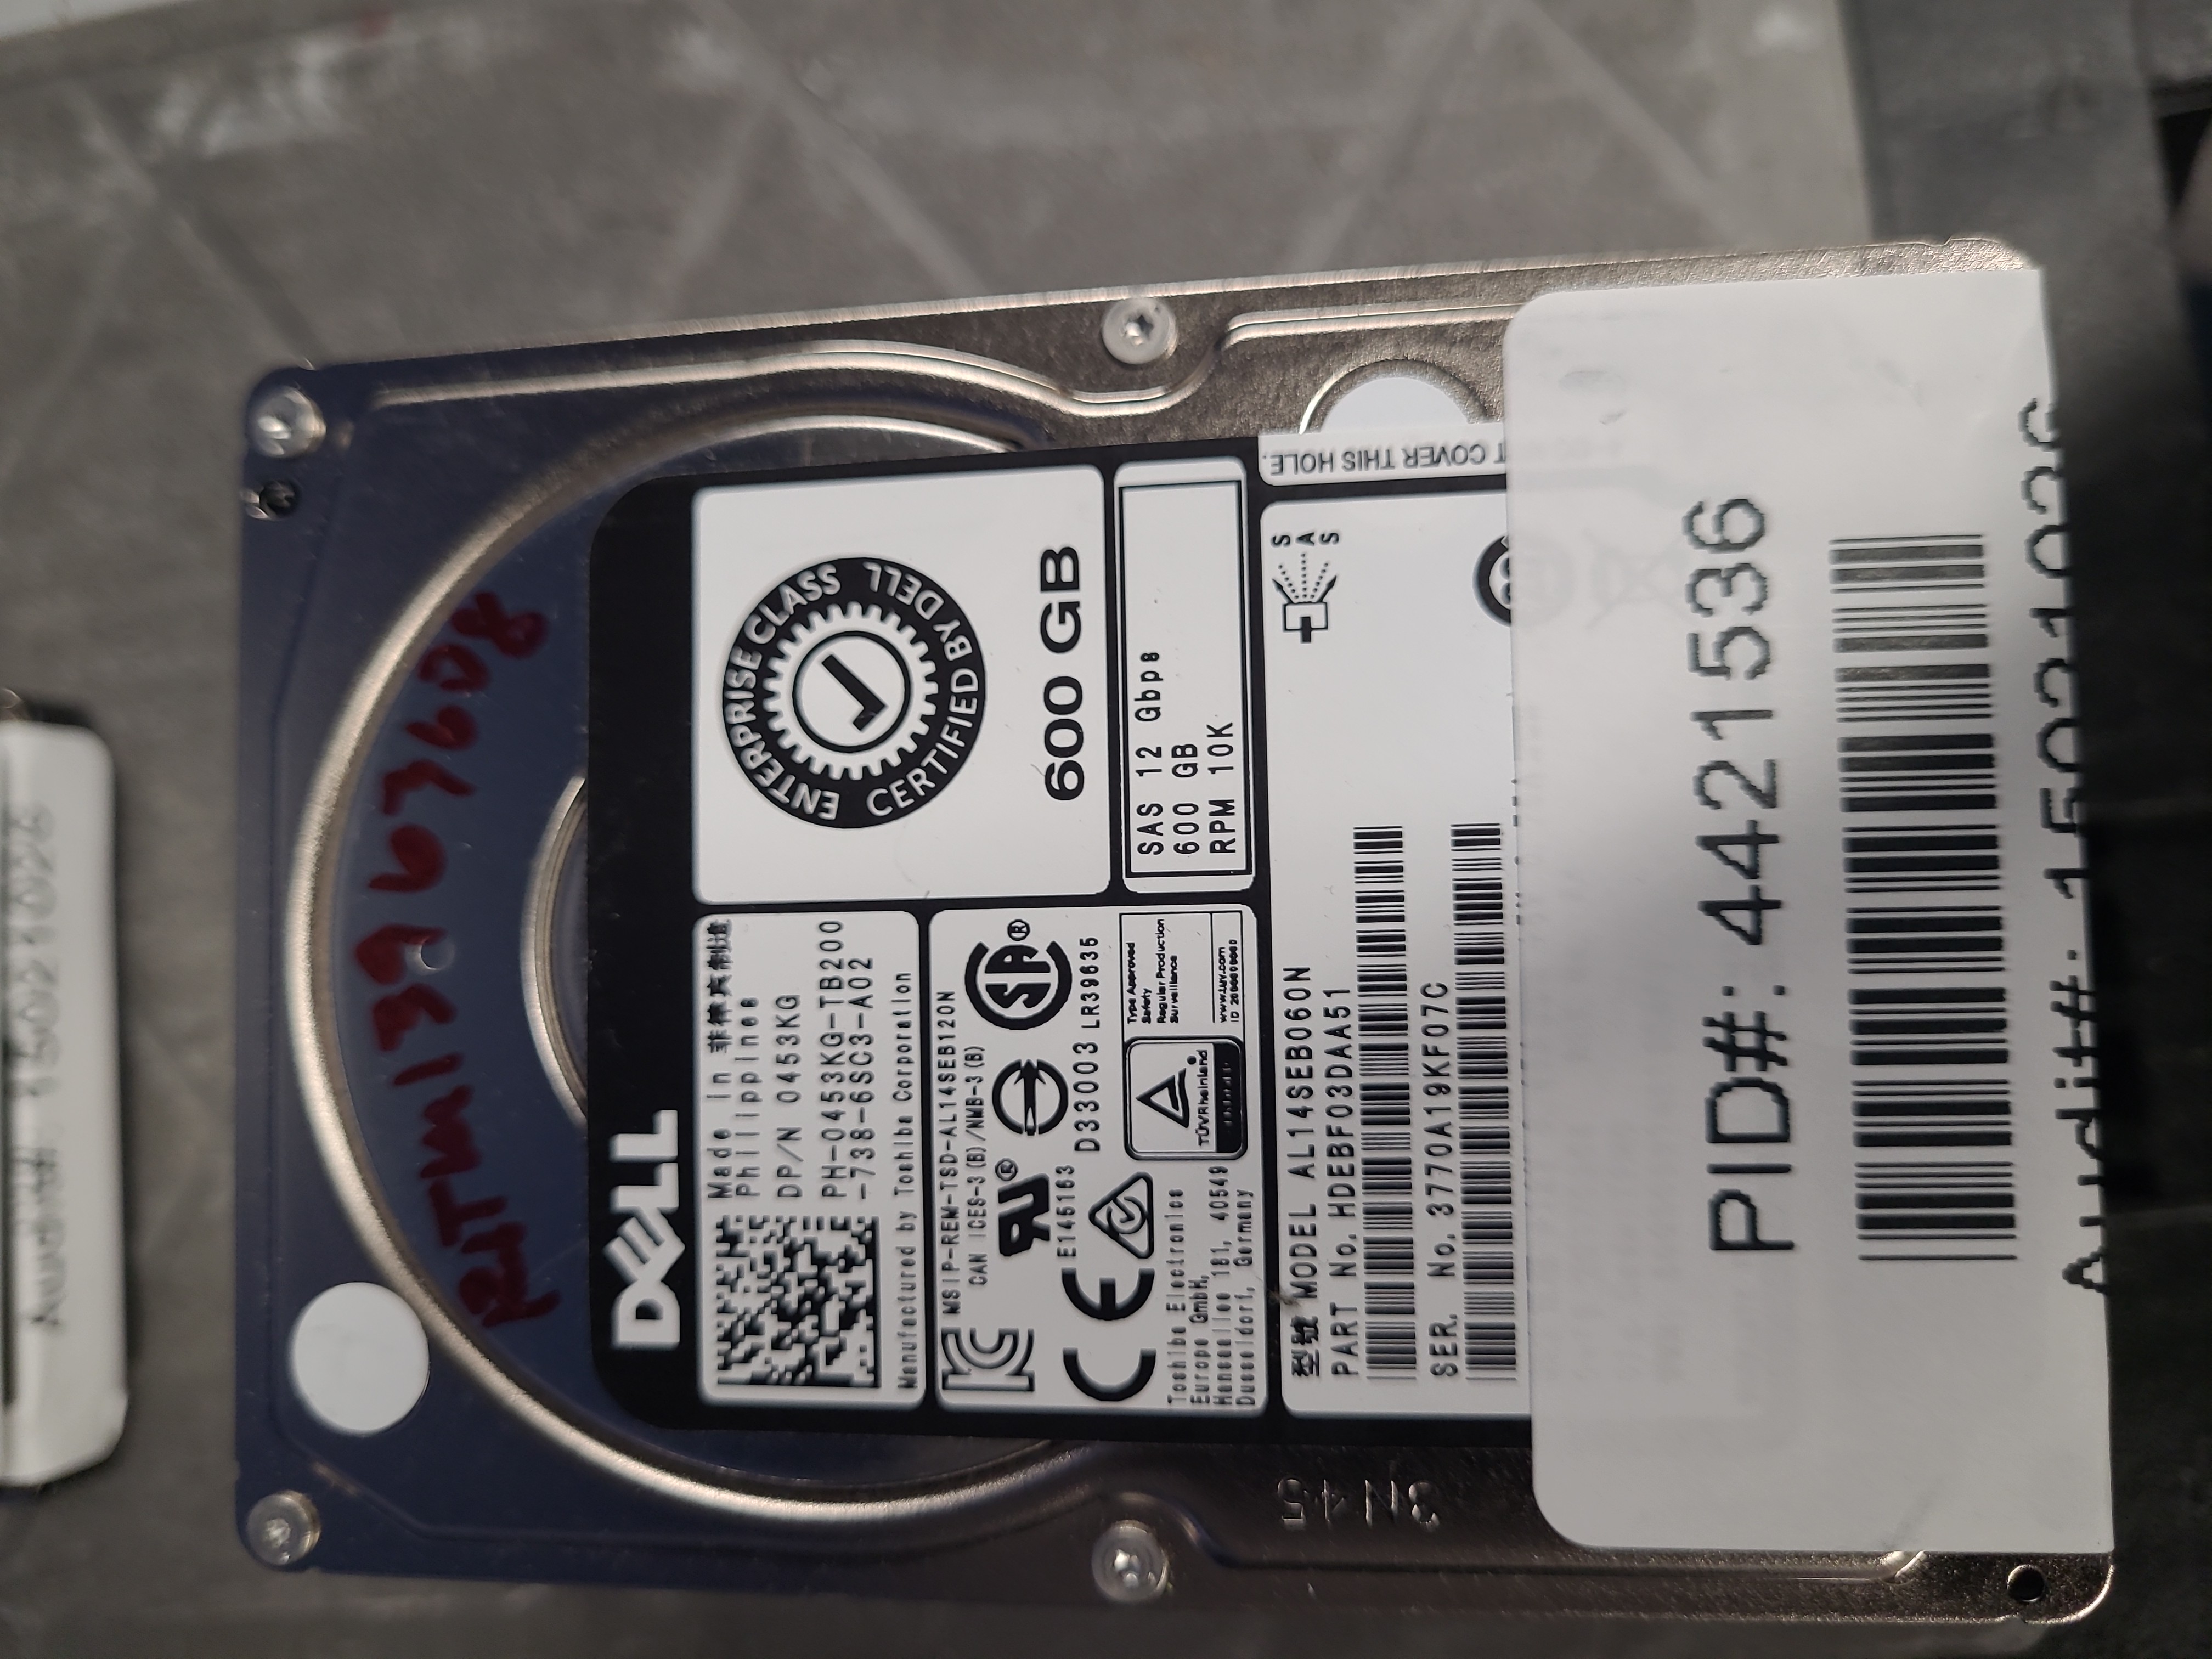 Audit#: 15021026
RITM13967608
DELL
Made in 菲律宾制造
Philippines
DP/N 0453KG
PH-0453KG-TB200
-738-6SC3-A02
Manufactured by Toshiba Corporation
ENTERPRISE CLASS
CERTIFIED BY DELL
600 GB
MSIP-REM-TSD-AL14SEB120N
CAN ICES-3(B)/NMB-3(B)
E145163
D33003
LR39635
Toshiba Electronics
Europe GmbH,
Hansaallee 181, 40549
Dusseldorf, Germany
TÜVRheinland
Type Approved
Safety
Regular Production
Surveillance
www.tuv.com
SAS 12 Gbps
600 GB
RPM 10K
型號 MODEL AL14SEB060N
PART No. HDEBF03DAA51
SER. No. 3770A19KF07C
SAS
T COVER THIS HOLE.
3N45
PID#: 4421536
Audit#: 15021026